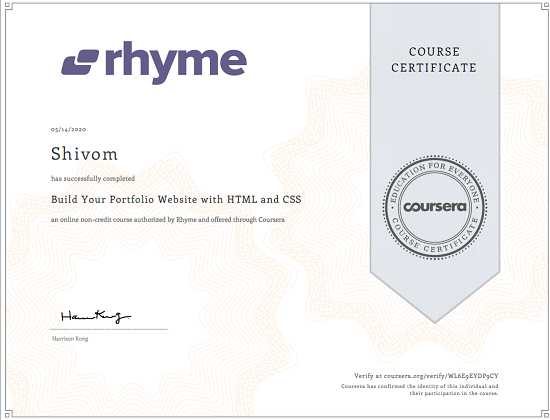 rhyme
COURSE
CERTIFICATE
05/14/2020
Shivom
has successfully completed
Build Your Portfolio Website with HTML and CSS
an online non-credit course authorized by Rhyme and offered through Coursera
EDUCATION FOR EVERYONE
coursera
COURSE CERTIFICATE
Harrison Kong
Verify at coursera.org/verify/WL6E9EYDP9CY
Coursera has confirmed the identity of this individual and
their participation in the course.